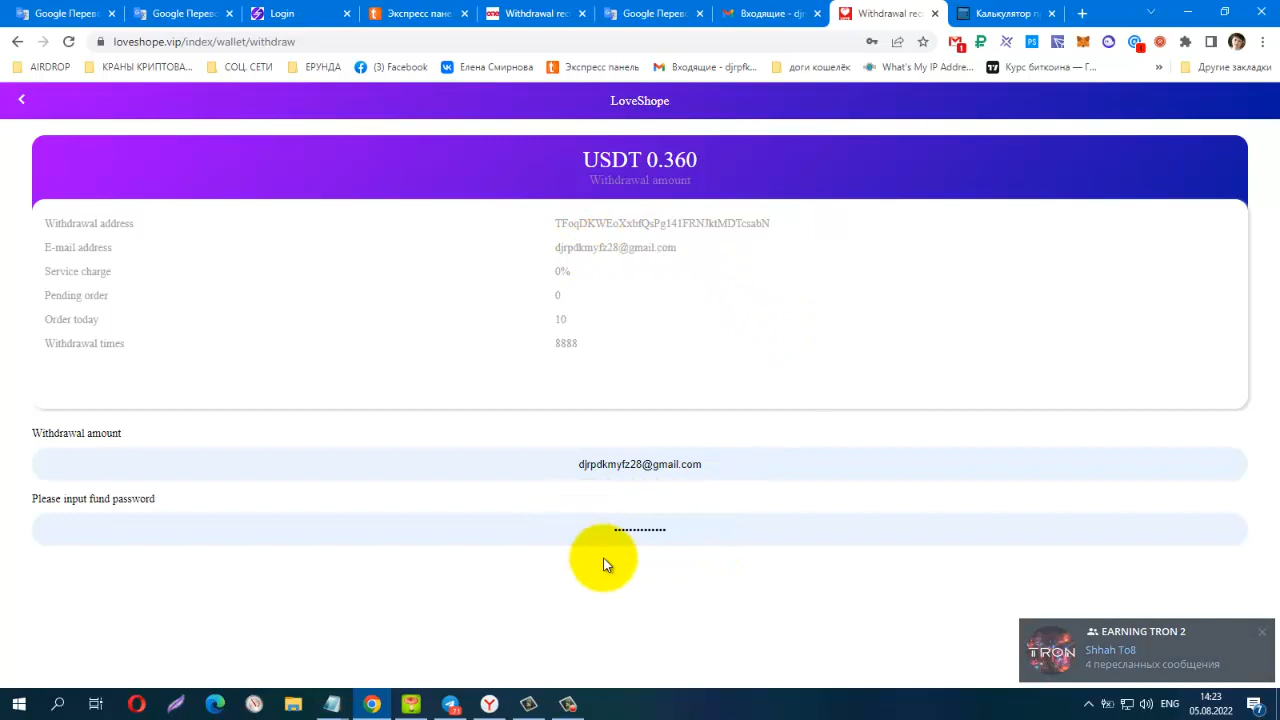 Google Перево
Google Перево
Login
Экспресс пане
Withdrawal rec
Google Перево
Входящие - djr
Withdrawal rec
Калькулятор п
loveshope.vip/index/wallet/withdraw
AIRDROP
КРАНЫ КРИПТОВА...
СОЦ. СЕТИ
ЕРУНДА
(3) Facebook
Елена Смирнова
Экспресс панель
Входящие - djrpfk...
доги кошелёк
What's My IP Addre...
Курс биткоина — Г...
»
Другие закладки
LoveShope
USDT 0.360
Withdrawal amount
Withdrawal address TFoqDKWEoXxbfQsPg141FRNJktMDTcsabN
E-mail address djrpdkmyfz28@gmail.com
Service charge 0%
Pending order 0
Order today 10
Withdrawal times 8888
Withdrawal amount
djrpdkmyfz28@gmail.com
Please input fund password
••••••••••••••
EARNING TRON 2
TRON
Shhah To8
4 пересланных сообщения
ENG
14:23
05.08.2022